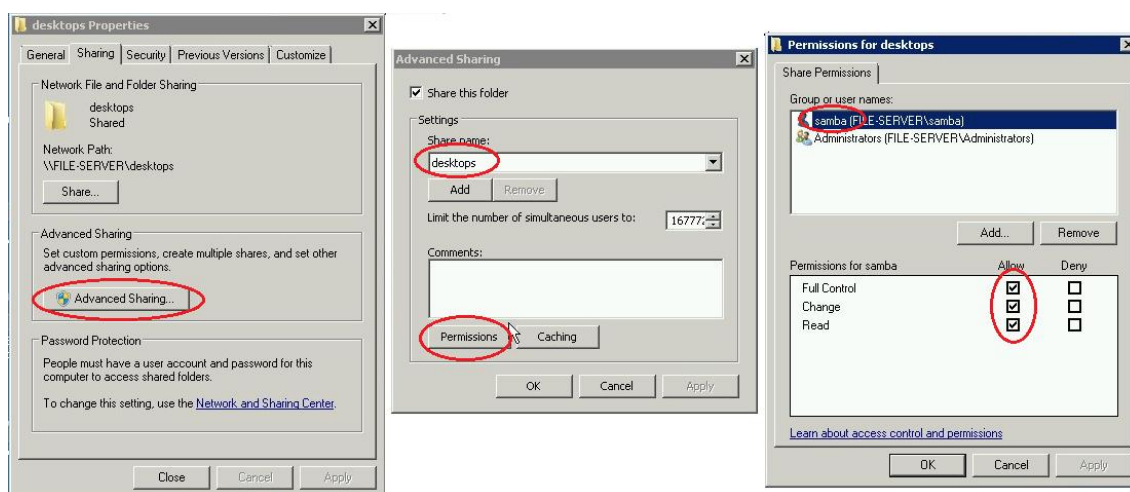 desktops Properties
General Sharing Security Previous Versions Customize
Network File and Folder Sharing
desktops
Shared
Network Path:
\\FILE-SERVER\desktops
Share...
Advanced Sharing
Set custom permissions, create multiple shares, and set other
advanced sharing options.
Advanced Sharing...
Password Protection
People must have a user account and password for this
computer to access shared folders.
To change this setting, use the Network and Sharing Center.
Close Cancel Apply
Advanced Sharing
Share this folder
Settings
Share name:
desktops
Add Remove
Limit the number of simultaneous users to:
Comments:
Permissions Caching
OK Cancel Apply
Permissions for desktops
Share Permissions
Group or user names:
samba (FILE-SERVER\samba)
Administrators (FILE-SERVER\Administrators)
Add... Remove
Permissions for samba Allow Deny
Full Control
Change
Read
Learn about access control and permissions
OK Cancel Apply